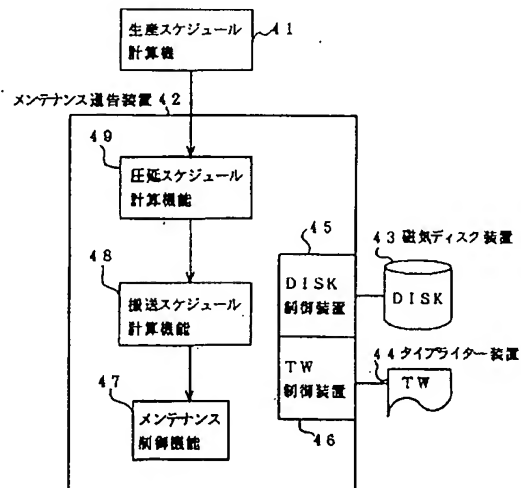 生産スケジュール
計算機
41
メンテナンス通告装置 42
49
圧延スケジュール
計算機能
48
搬送スケジュール
計算機能
47
メンテナンス
制御機能
45
DISK
制御装置
43 磁気ディスク装置
DISK
TW
制御装置
46
44 タイプライター装置
TW